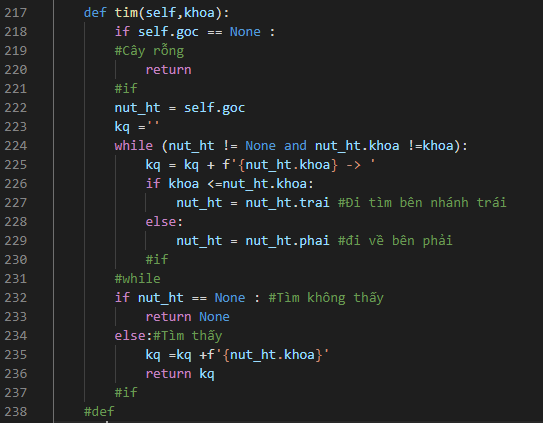 217 def tim(self,khoa):
218 if self.goc == None :
219 #Cây rỗng
220 return
221 #if
222 nut_ht = self.goc
223 kq =''
224 while (nut_ht != None and nut_ht.khoa !=khoa):
225 kq = kq + f'{nut_ht.khoa} -> '
226 if khoa <=nut_ht.khoa:
227 nut_ht = nut_ht.trai #Đi tìm bên nhánh trái
228 else:
229 nut_ht = nut_ht.phai #đi về bên phải
230 #if
231 #while
232 if nut_ht == None : #Tìm không thấy
233 return None
234 else:#Tìm thấy
235 kq =kq +f'{nut_ht.khoa}'
236 return kq
237 #if
238 #def